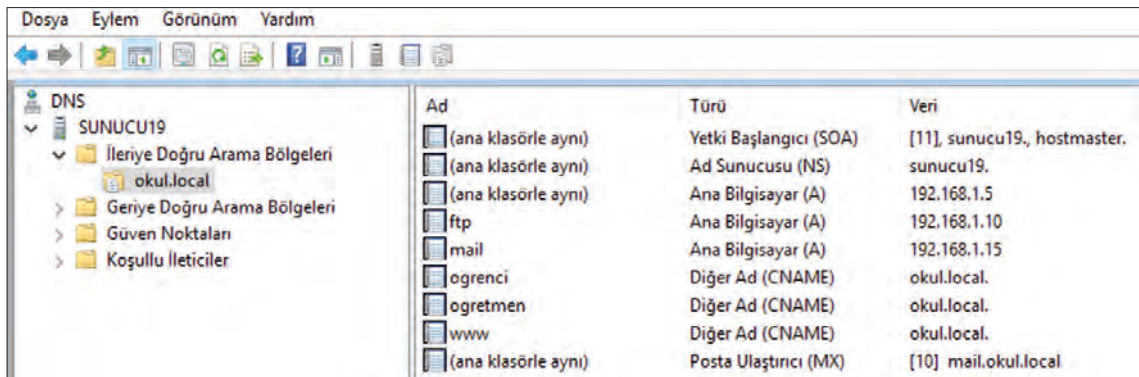 Dosya Eylem Görünüm Yardım
DNS
SUNUCU19
İleriye Doğru Arama Bölgeleri
okul.local
Geriye Doğru Arama Bölgeleri
Güven Noktaları
Koşullu İleticiler
Ad Türü Veri
(ana klasörle aynı) Yetki Başlangıcı (SOA) [11], sunucu19., hostmaster.
(ana klasörle aynı) Ad Sunucusu (NS) sunucu19.
(ana klasörle aynı) Ana Bilgisayar (A) 192.168.1.5
ftp Ana Bilgisayar (A) 192.168.1.10
mail Ana Bilgisayar (A) 192.168.1.15
ogrenci Diğer Ad (CNAME) okul.local.
ogretmen Diğer Ad (CNAME) okul.local.
www Diğer Ad (CNAME) okul.local.
(ana klasörle aynı) Posta Ulaştırıcı (MX) [10] mail.okul.local